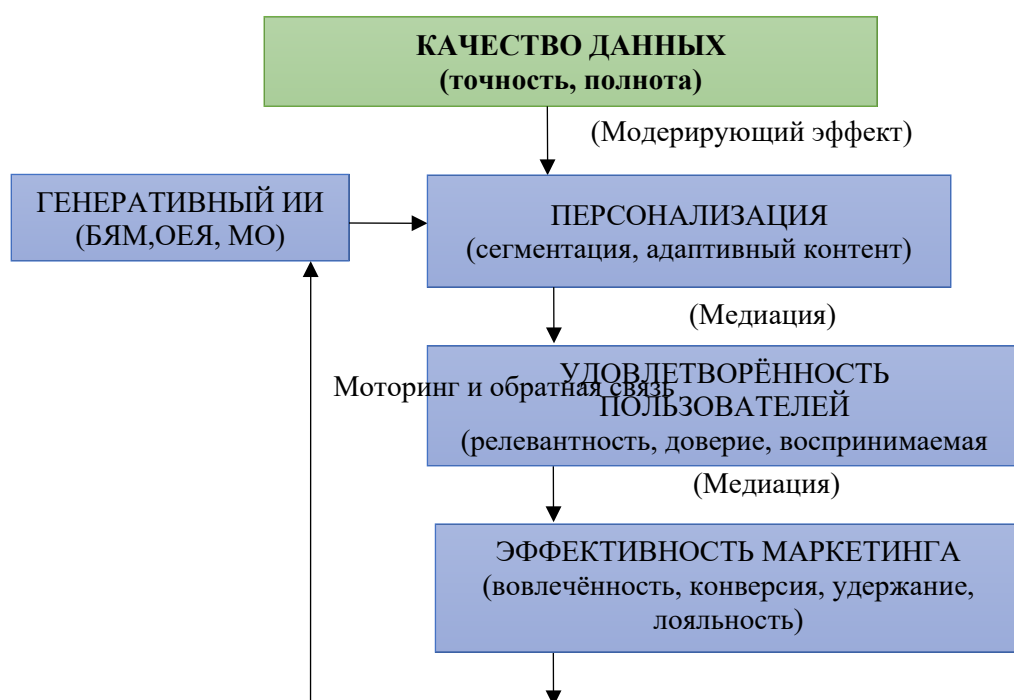 КАЧЕСТВО ДАННЫХ
(точность, полнота)
(Модерирующий эффект)
ГЕНЕРАТИВНЫЙ ИИ
(БЯМ,ОЕЯ, МО)
ПЕРСОНАЛИЗАЦИЯ
(сегментация, адаптивный контент)
(Медиация)
Моторинг и обратная связь
УДОВЛЕТВОРЁННОСТЬ
ПОЛЬЗОВАТЕЛЕЙ
(релевантность, доверие, воспринимаемая
(Медиация)
ЭФФЕКТИВНОСТЬ МАРКЕТИНГА
(вовлечённость, конверсия, удержание,
лояльность)